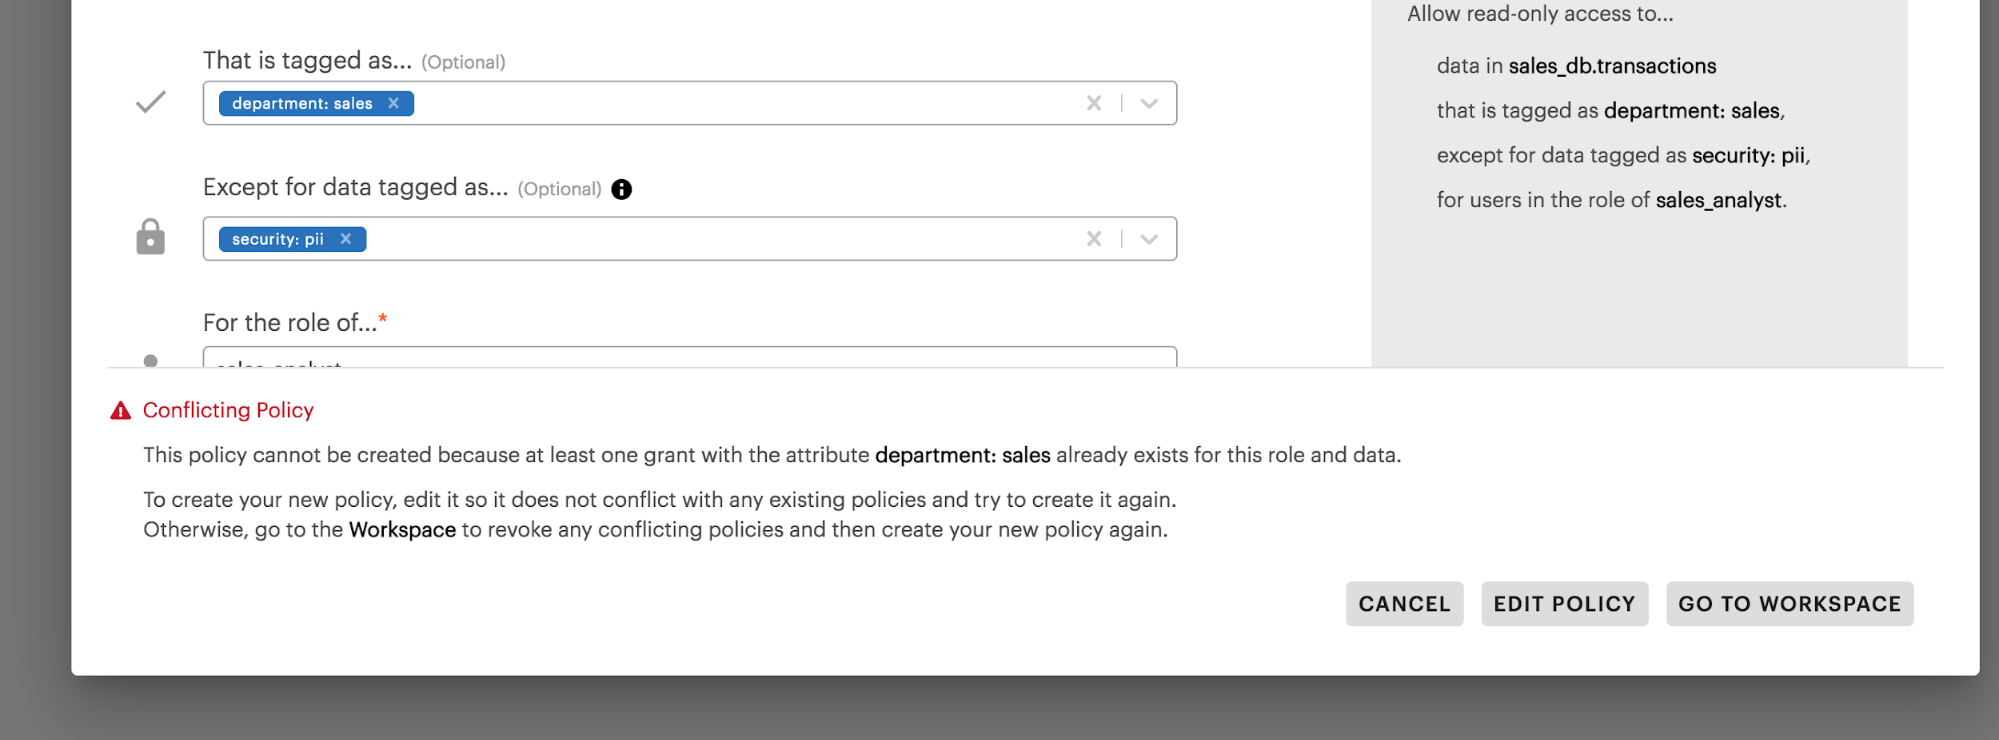 Allow read-only access to...
data in sales_db.transactions
that is tagged as department: sales,
except for data tagged as security: pii,
for users in the role of sales_analyst.
That is tagged as... (Optional)
department: sales
Except for data tagged as... (Optional)
security: pii
For the role of...*
Conflicting Policy
This policy cannot be created because at least one grant with the attribute department: sales already exists for this role and data.
To create your new policy, edit it so it does not conflict with any existing policies and try to create it again.
Otherwise, go to the Workspace to revoke any conflicting policies and then create your new policy again.
CANCEL
EDIT POLICY
GO TO WORKSPACE